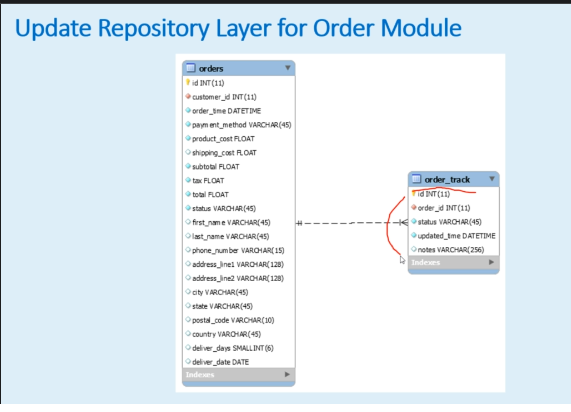 Update Repository Layer for Order Module
orders
id INT(11)
customer_id INT(11)
order_time DATETIME
payment_method VARCHAR(45)
product_cost FLOAT
shipping_cost FLOAT
subtotal FLOAT
tax FLOAT
total FLOAT
status VARCHAR(45)
first_name VARCHAR(45)
last_name VARCHAR(45)
phone_number VARCHAR(15)
address_line1 VARCHAR(128)
address_line2 VARCHAR(128)
city VARCHAR(45)
state VARCHAR(45)
postal_code VARCHAR(10)
country VARCHAR(45)
deliver_days SMALLINT(6)
deliver_date DATE
Indexes
order_track
id INT(11)
order_id INT(11)
status VARCHAR(45)
updated_time DATETIME
notes VARCHAR(256)
Indexes